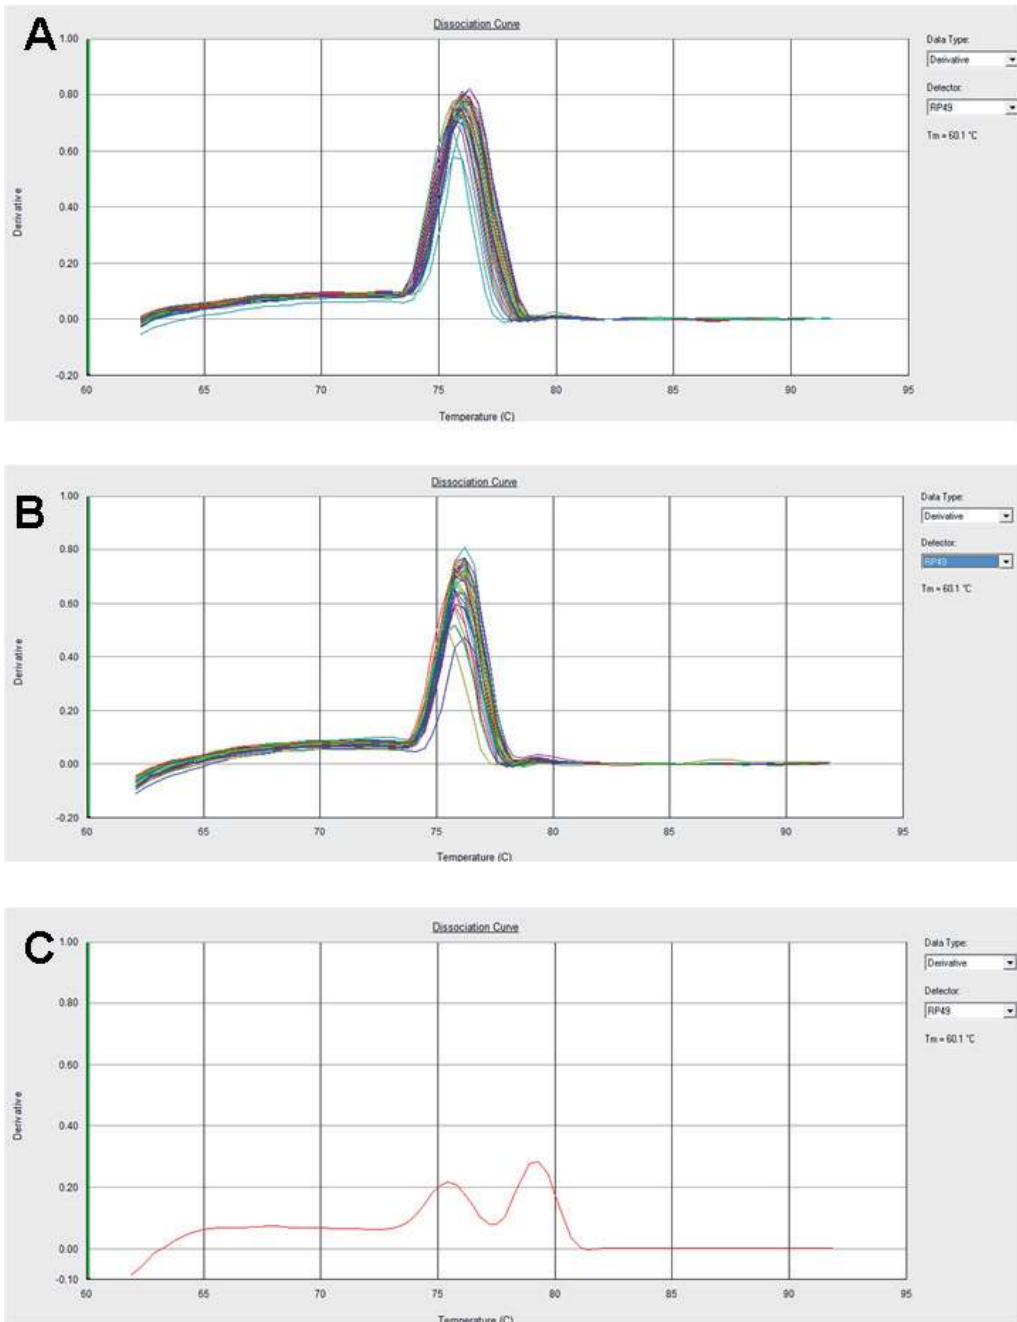 A
Dissociation Curve
1.00
0.80
0.60
0.40
0.20
0.00
-0.20
Derivative
60 65 70 75 80 85 90 95
Temperature (C)
Data Type:
Derivative
Detector:
RP49
Tm = 60.1 °C
B
Dissociation Curve
1.00
0.80
0.60
0.40
0.20
0.00
-0.20
Derivative
60 65 70 75 80 85 90 95
Temperature (C)
Data Type:
Derivative
Detector:
RP49
Tm = 60.1 °C
C
Dissociation Curve
1.00
0.80
0.60
0.40
0.20
0.00
-0.10
Derivative
60 65 70 75 80 85 90 95
Temperature (C)
Data Type:
Derivative
Detector:
RP49
Tm = 60.1 °C